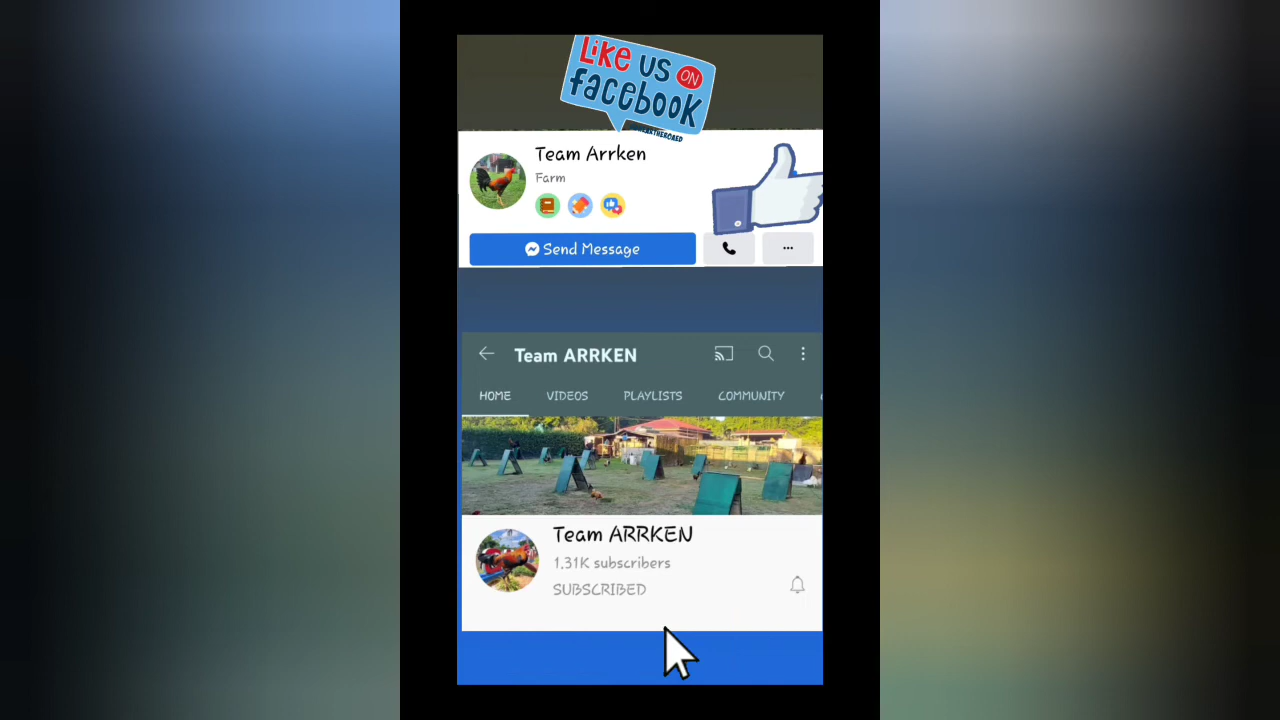 Like us ON
facebook
Team Arrken
Farm
Send Message
Team ARRKEN
HOME VIDEOS PLAYLISTS COMMUNITY
Team ARRKEN
1.31K subscribers
SUBSCRIBED